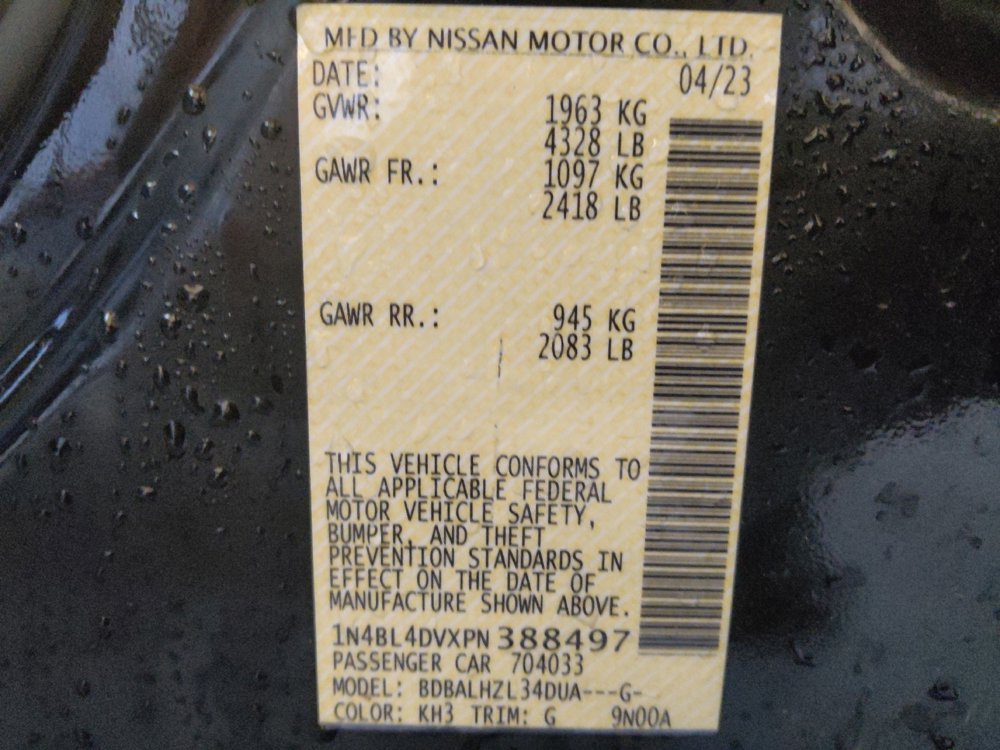 MFD BY NISSAN MOTOR CO., LTD.
DATE: 04/23
GVWR: 1963 KG
4328 LB
GAWR FR.: 1097 KG
2418 LB
GAWR RR.: 945 KG
2083 LB
THIS VEHICLE CONFORMS TO
ALL APPLICABLE FEDERAL
MOTOR VEHICLE SAFETY,
BUMPER, AND THEFT
PREVENTION STANDARDS IN
EFFECT ON THE DATE OF
MANUFACTURE SHOWN ABOVE.
1N4BL4DVXPN388497
PASSENGER CAR 704033
MODEL: BDBALHZL34DUA---G-
COLOR: KH3 TRIM: G 9N00A